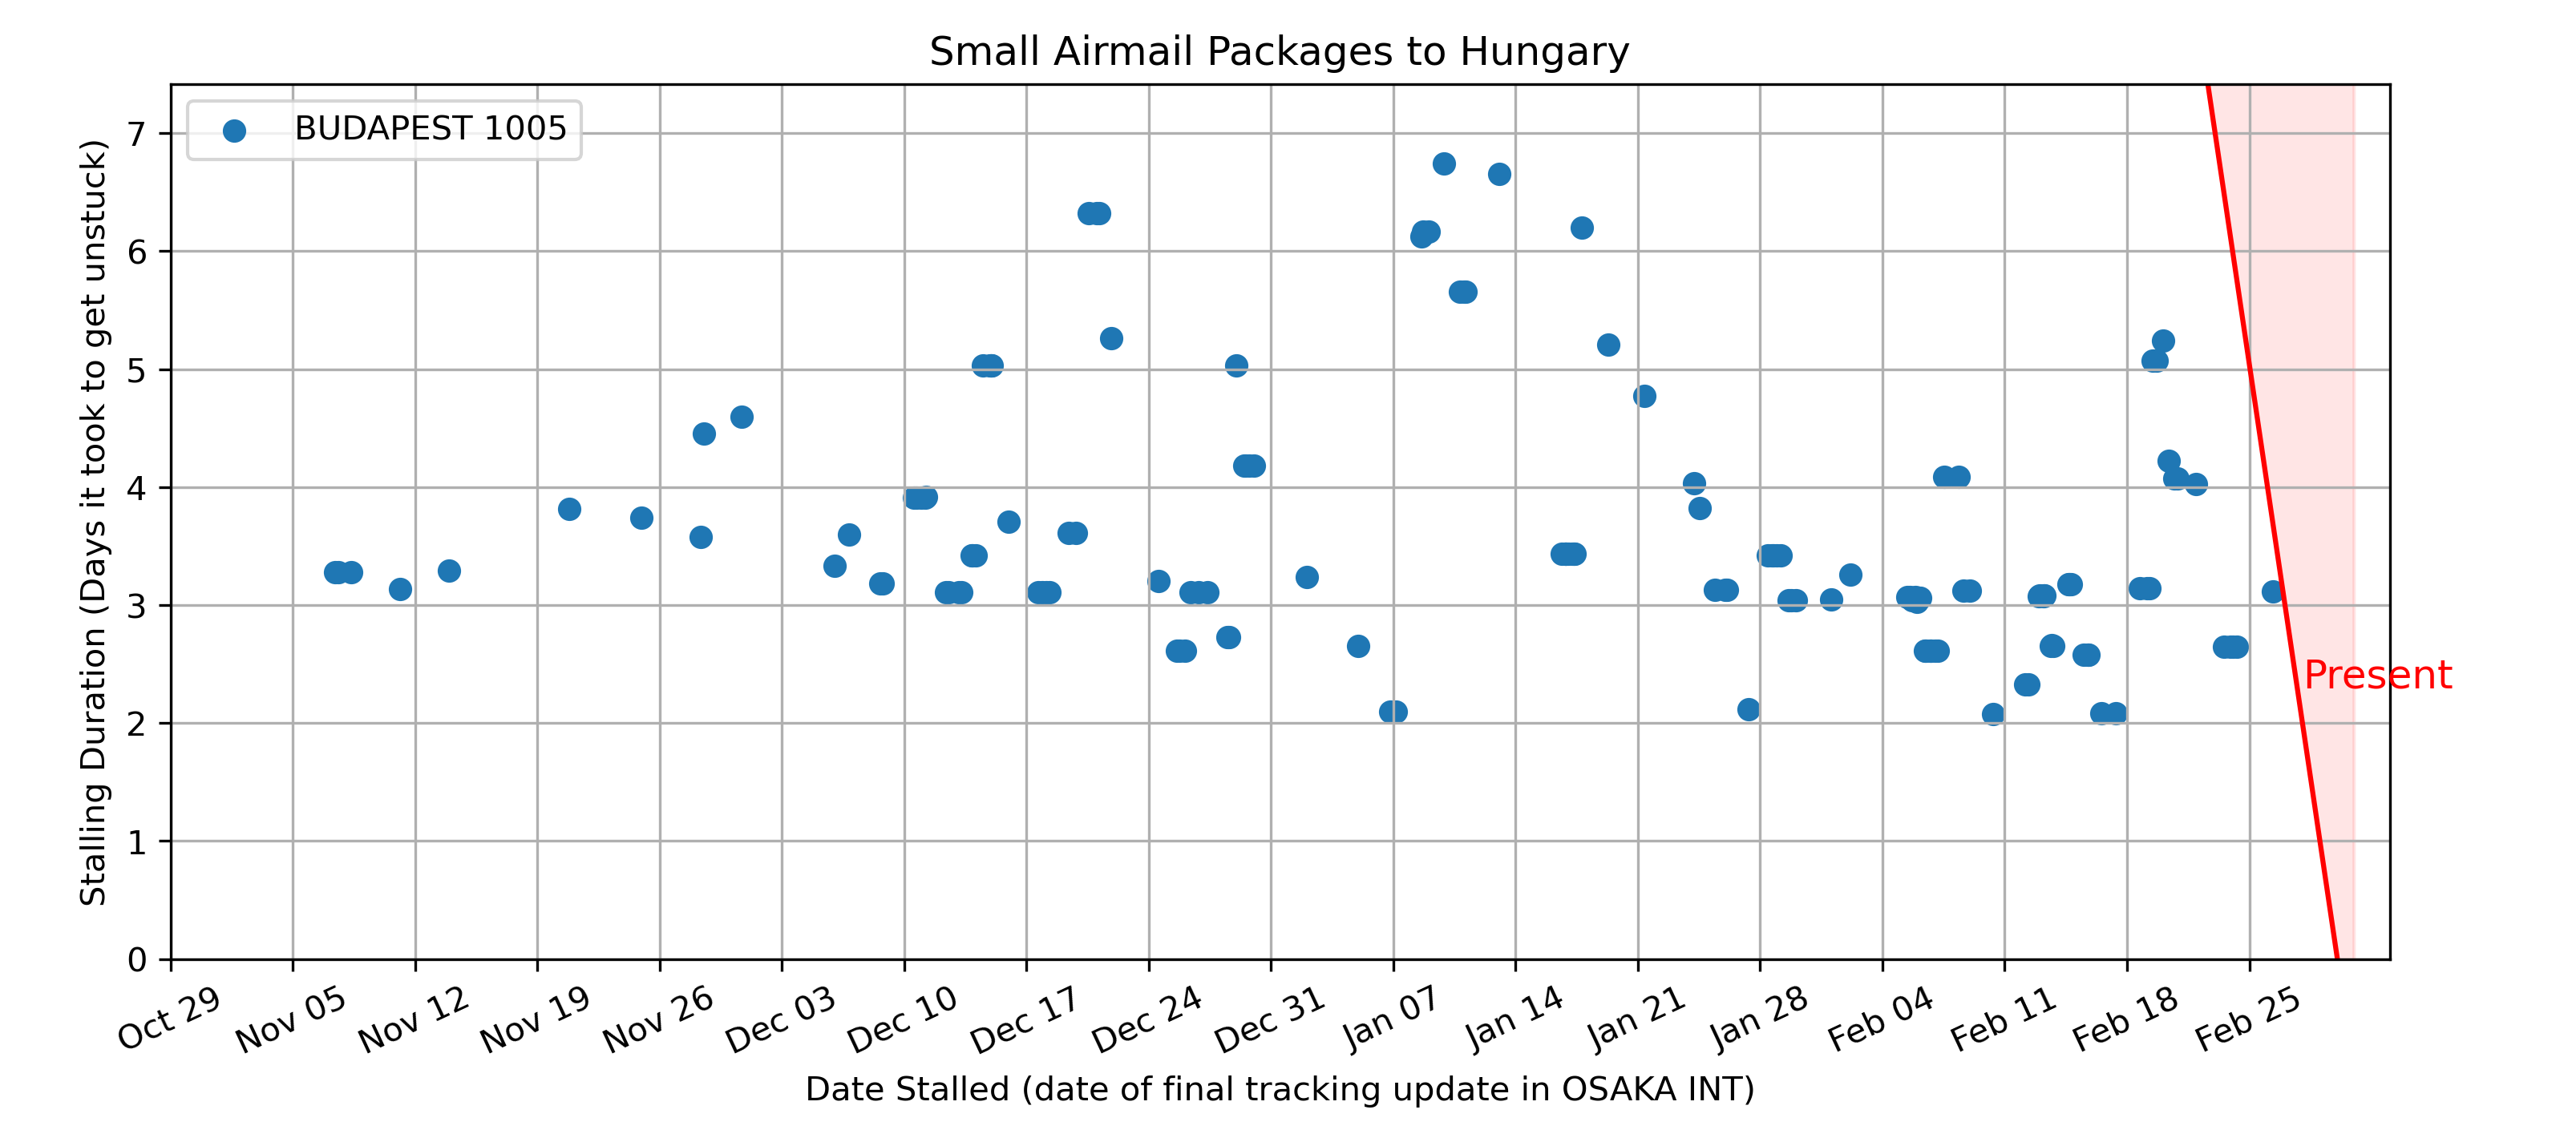 Small Airmail Packages to Hungary
BUDAPEST 1005
Stalling Duration (Days it took to get unstuck)
7
6
5
4
3
2
1
0
Present
Oct 29 Nov 05 Nov 12 Nov 19 Nov 26 Dec 03 Dec 10 Dec 17 Dec 24 Dec 31 Jan 07 Jan 14 Jan 21 Jan 28 Feb 04 Feb 11 Feb 18 Feb 25
Date Stalled (date of final tracking update in OSAKA INT)